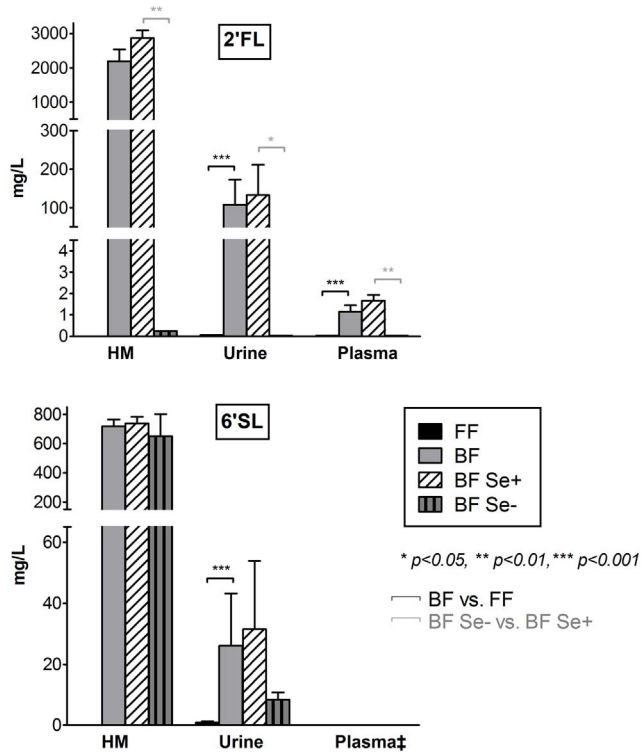 2'FL
**
3000
2000
1000
300
200
100
***
*
4
3
2
1
0
***
**
mg/L
HM Urine Plasma
6'SL
800
600
400
200
60
40
20
0
***
mg/L
HM Urine Plasma‡
FF
BF
BF Se+
BF Se-
* p<0.05, ** p<0.01,*** p<0.001
BF vs. FF
BF Se- vs. BF Se+